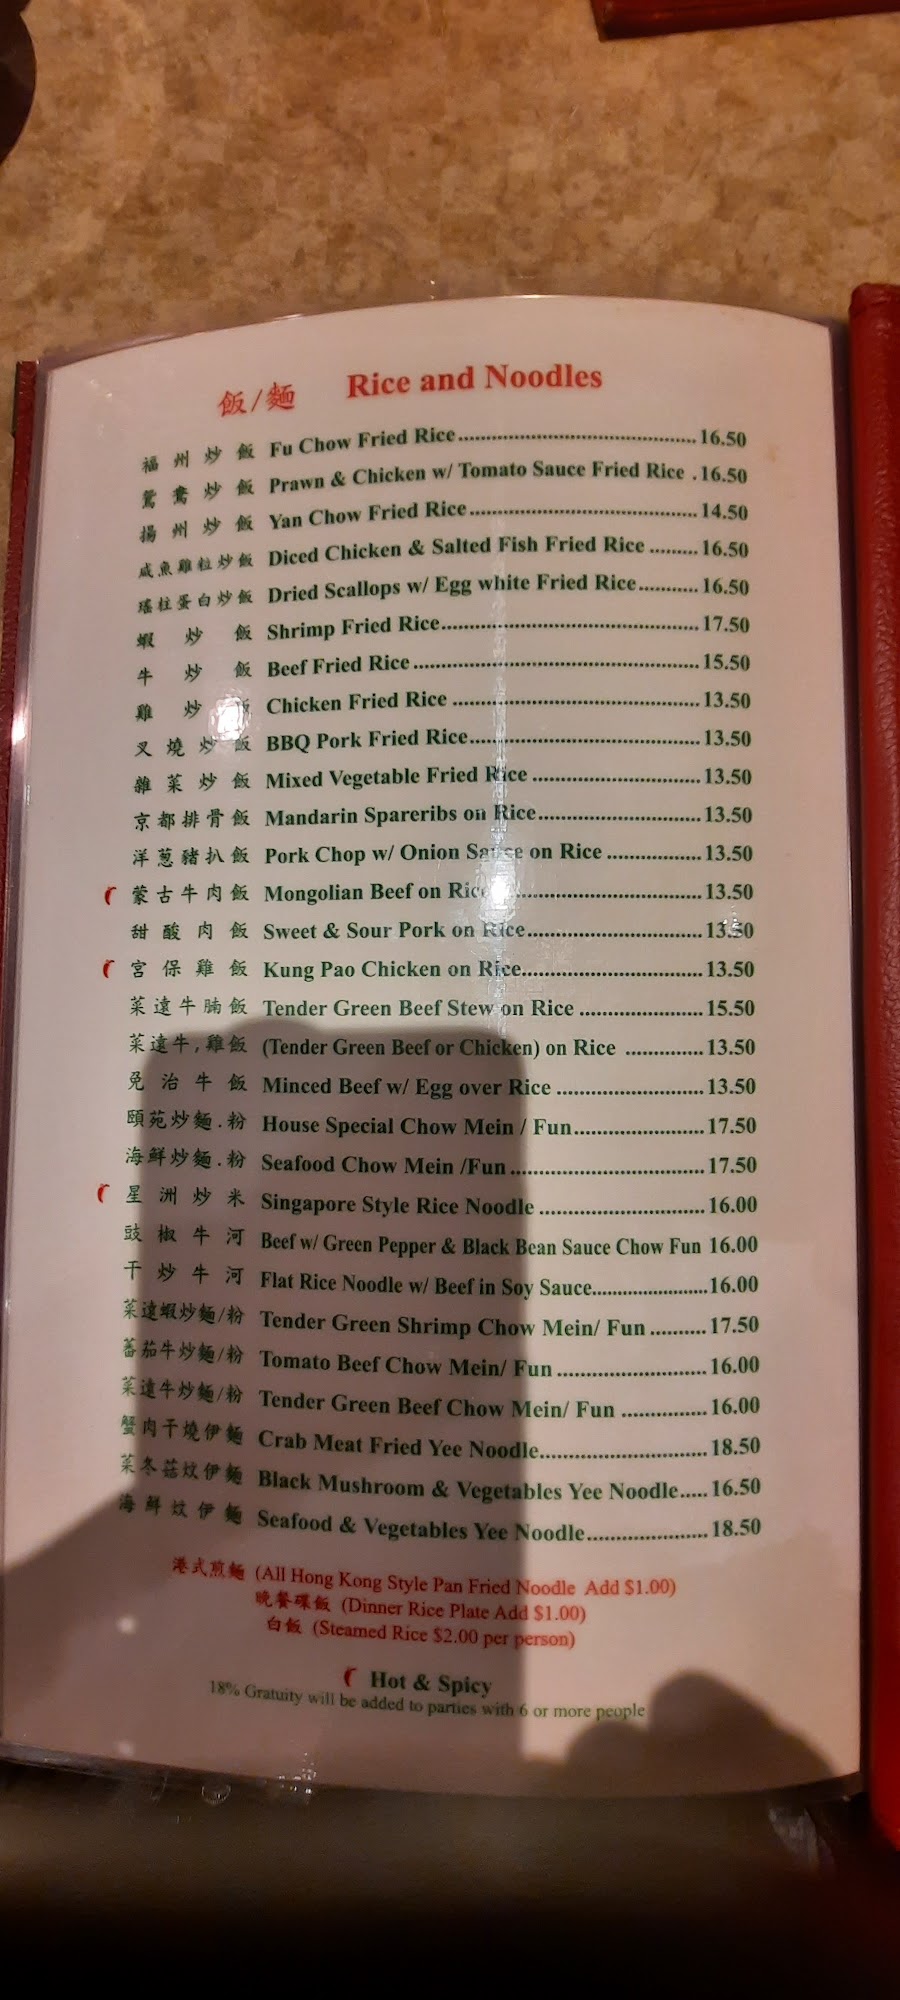 飯/麵 Rice and Noodles
福州炒飯 Fu Chow Fried Rice 16.50
鴛鴦炒飯 Prawn & Chicken w/ Tomato Sauce Fried Rice .16.50
揚州炒飯 Yan Chow Fried Rice 14.50
咸魚雞粒炒飯 Diced Chicken & Salted Fish Fried Rice 16.50
瑤柱蛋白炒飯 Dried Scallops w/ Egg white Fried Rice 16.50
蝦炒飯 Shrimp Fried Rice 17.50
牛炒飯 Beef Fried Rice 15.50
雞炒飯 Chicken Fried Rice 13.50
叉燒炒飯 BBQ Pork Fried Rice 13.50
雜菜炒飯 Mixed Vegetable Fried Rice 13.50
京都排骨飯 Mandarin Spareribs on Rice 13.50
洋蔥豬扒飯 Pork Chop w/ Onion Sauce on Rice 13.50
蒙古牛肉飯 Mongolian Beef on Rice 13.50
甜酸肉飯 Sweet & Sour Pork on Rice 13.50
宮保雞飯 Kung Pao Chicken on Rice 13.50
菜遠牛腩飯 Tender Green Beef Stew on Rice 15.50
菜遠牛,雞飯 (Tender Green Beef or Chicken) on Rice 13.50
免治牛飯 Minced Beef w/ Egg over Rice 13.50
頤苑炒麵.粉 House Special Chow Mein / Fun 17.50
海鮮炒麵.粉 Seafood Chow Mein /Fun 17.50
星洲炒米 Singapore Style Rice Noodle 16.00
豉椒牛河 Beef w/ Green Pepper & Black Bean Sauce Chow Fun 16.00
干炒牛河 Flat Rice Noodle w/ Beef in Soy Sauce 16.00
菜遠蝦炒麵/粉 Tender Green Shrimp Chow Mein/ Fun 17.50
蕃茄牛炒麵/粉 Tomato Beef Chow Mein/ Fun 16.00
菜遠牛炒麵/粉 Tender Green Beef Chow Mein/ Fun 16.00
蟹肉干燒伊麵 Crab Meat Fried Yee Noodle 18.50
菜冬菇炆伊麵 Black Mushroom & Vegetables Yee Noodle 16.50
海鮮炆伊麵 Seafood & Vegetables Yee Noodle 18.50
港式煎麵 (All Hong Kong Style Pan Fried Noodle Add $1.00)
晚餐碟飯 (Dinner Rice Plate Add $1.00)
白飯 (Steamed Rice $2.00 per person)
Hot & Spicy
18% Gratuity will be added to parties with 6 or more people